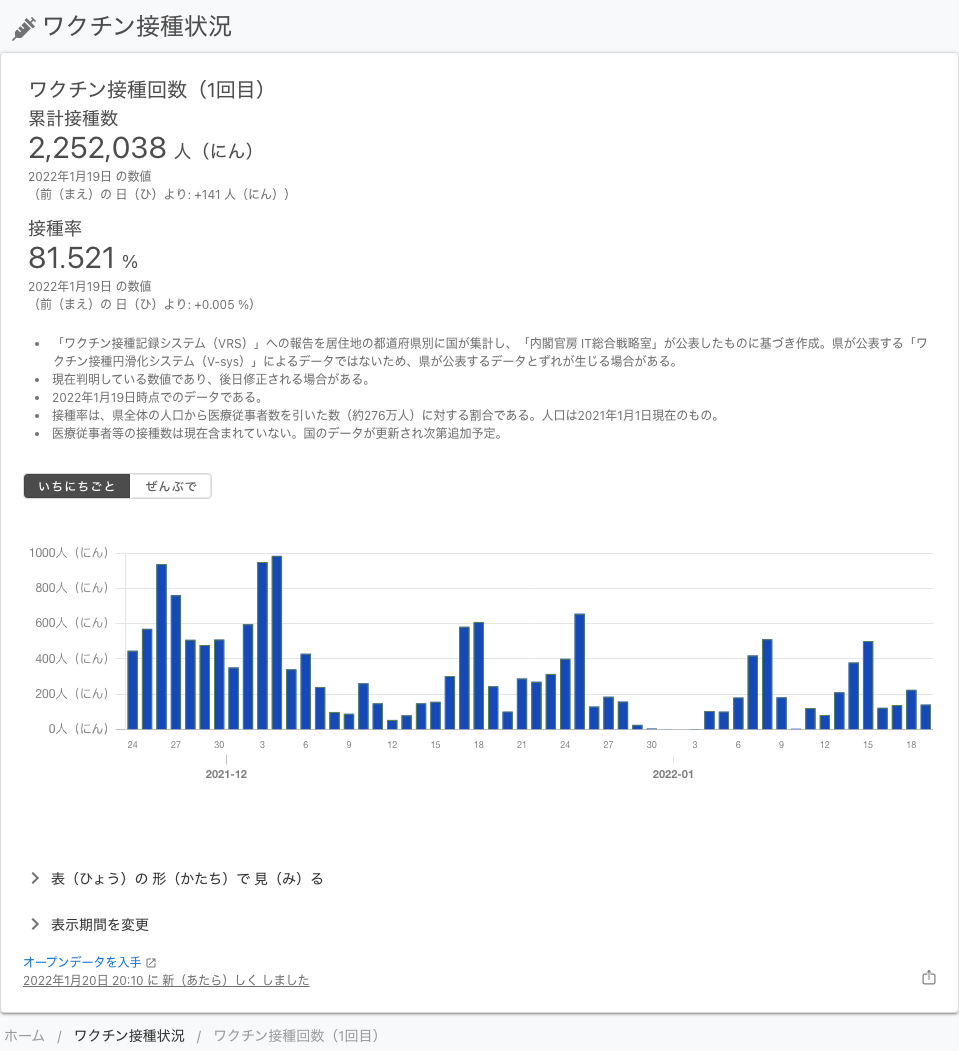 ワクチン接種状況
ワクチン接種回数（1回目）
累計接種数
2,252,038 人（にん）
2022年1月19日 の数値
（前（まえ）の 日（ひ）より: +141 人（にん））
接種率
81.521 %
2022年1月19日 の数値
（前（まえ）の 日（ひ）より: +0.005 %）
• 「ワクチン接種記録システム（VRS）」への報告を居住地の都道府県別に国が集計し、「内閣官房 IT総合戦略室」が公表したものに基づき作成。県が公表する「ワ
クチン接種円滑化システム（V-sys）」によるデータではないため、県が公表するデータとずれが生じる場合がある。
• 現在判明している数値であり、後日修正される場合がある。
• 2022年1月19日時点でのデータである。
• 接種率は、県全体の人口から医療従事者数を引いた数（約276万人）に対する割合である。人口は2021年1月1日現在のもの。
• 医療従事者等の接種数は現在含まれていない。国のデータが更新され次第追加予定。
いちにちごと ぜんぶで
1000人（にん）
800人（にん）
600人（にん）
400人（にん）
200人（にん）
0人（にん）
24 27 30 3 6 9 12 15 18 21 24 27 30 3 6 9 12 15 18
2021-12 2022-01
表（ひょう）の 形（かたち）で 見（み）る
表示期間を変更
オープンデータを入手
2022年1月20日 20:10 に 新（あたら）しく しました
ホーム / ワクチン接種状況 / ワクチン接種回数（1回目）